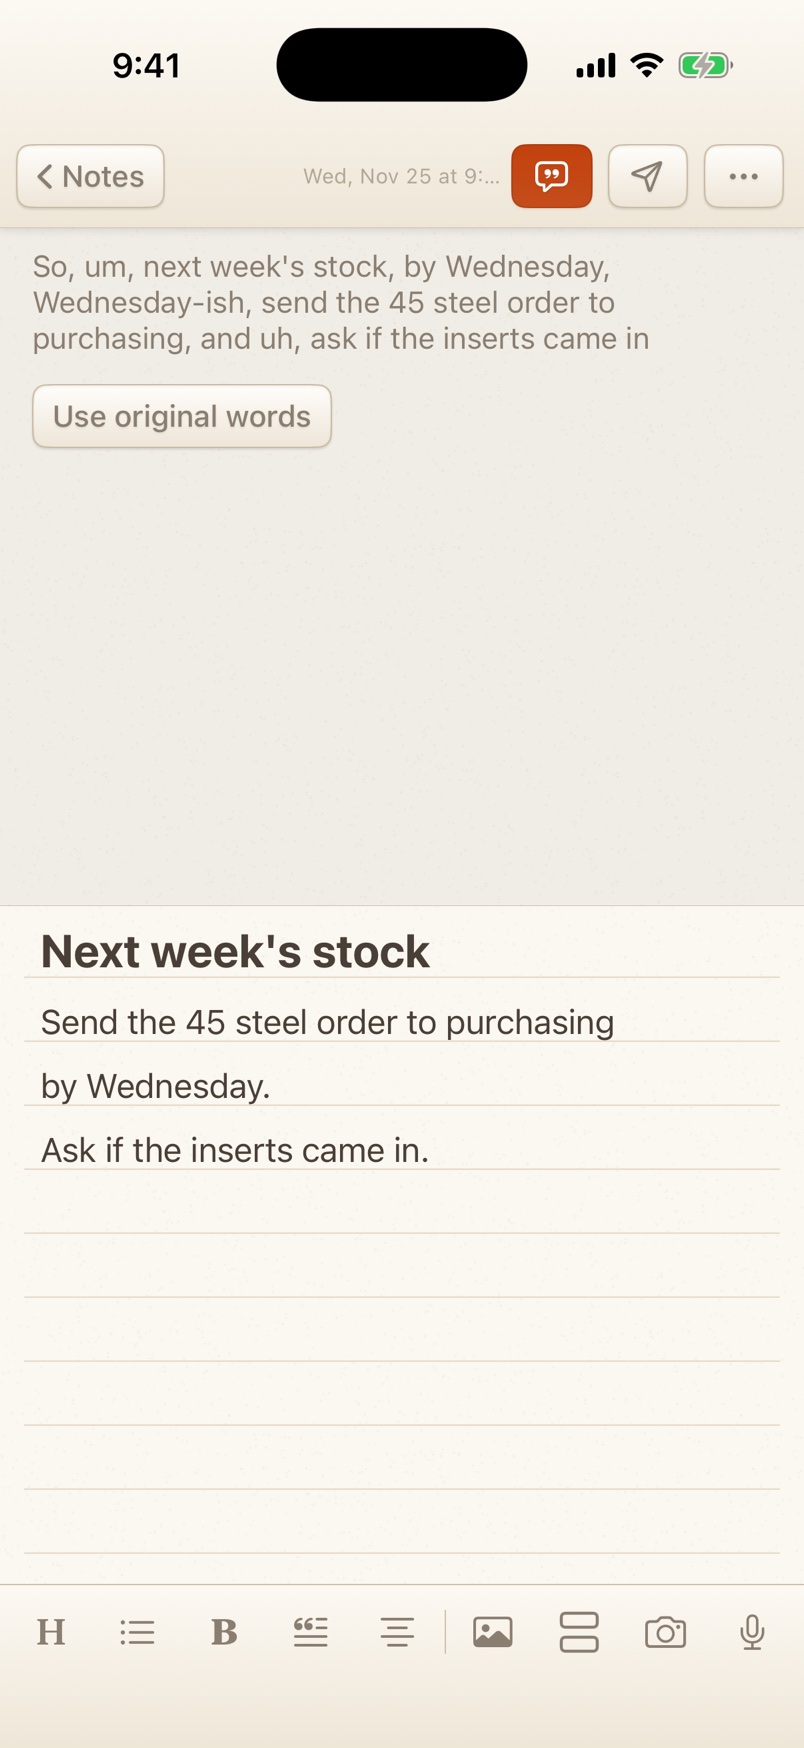 9:41
Notes
Wed, Nov 25 at 9:...
So, um, next week's stock, by Wednesday,
Wednesday-ish, send the 45 steel order to
purchasing, and uh, ask if the inserts came in
Use original words
Next week's stock
Send the 45 steel order to purchasing
by Wednesday.
Ask if the inserts came in.
H
B